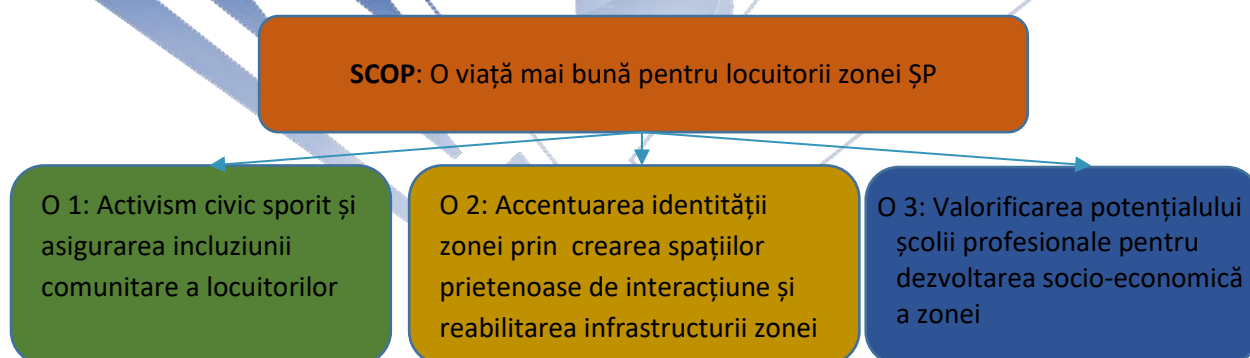 SCOP: O viață mai bună pentru locuitorii zonei ȘP
O 1: Activism civic sporit și
asigurarea incluziunii
comunitare a locuitorilor
O 2: Accentuarea identității
zonei prin crearea spațiilor
prietenoase de interacțiune și
reabilitarea infrastructurii zonei
O 3: Valorificarea potențialului
școlii profesionale pentru
dezvoltarea socio-economică
a zonei